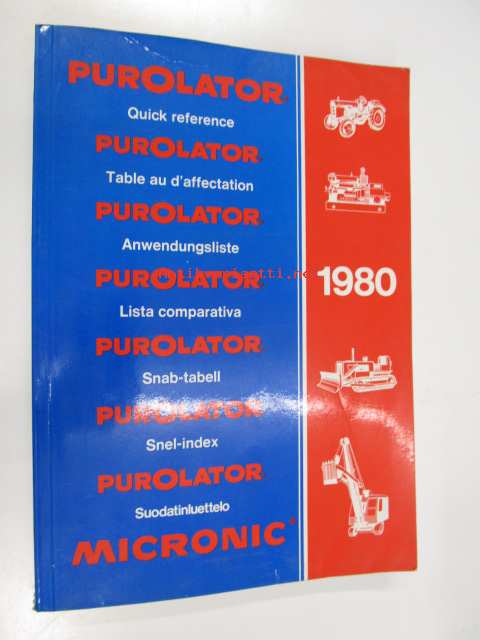 PUROLATOR
Quick reference
PUROLATOR
Table au d'affectation
PUROLATOR
Anwendungsliste
PUROLATOR
Lista comparativa
PUROLATOR
Snab-tabell
PUROLATOR
Snel-index
PUROLATOR
Suodatinluettelo
MICRONIC®
1980